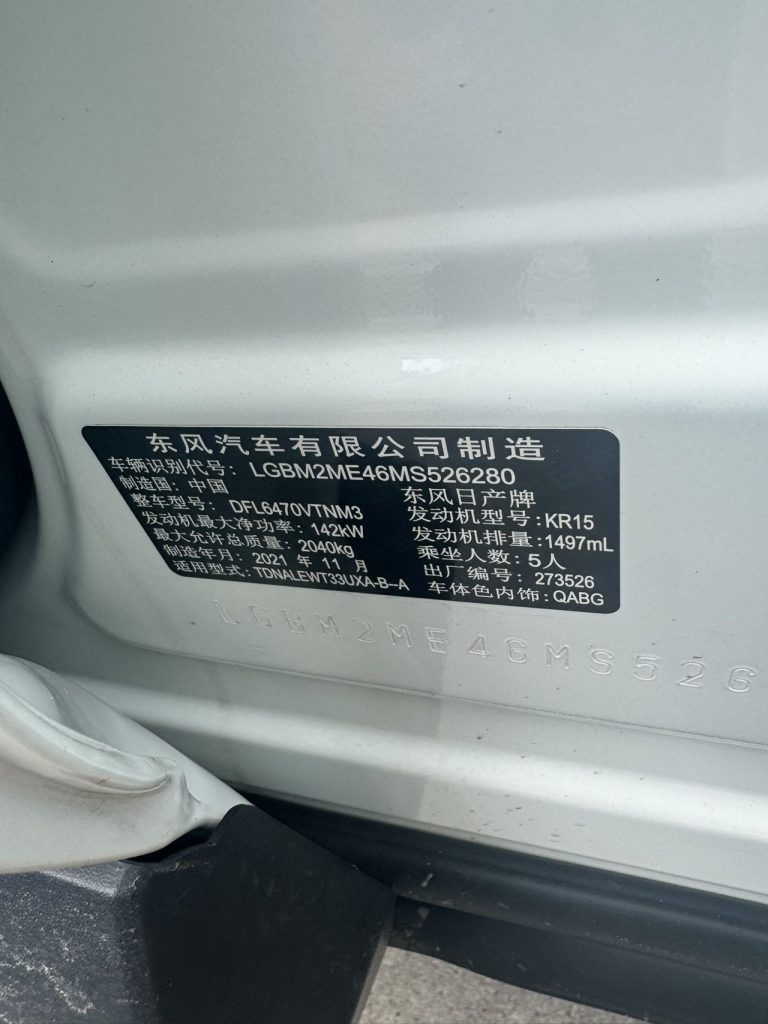 东风汽车有限公司制造
车辆识别代号: LGBM2ME46MS526280
制造国: 中国 东风日产牌
整车型号: DFL6470VTNM3 发动机型号: KR15
发动机最大净功率: 142kW 发动机排量: 1497mL
最大允许总质量: 2040kg 乘坐人数: 5人
制造年月: 2021 年 11 月 出厂编号: 273526
适用型式: TDNALEWT33UXA-B--A 车体色内饰: QABG
LGBM2ME46MS526